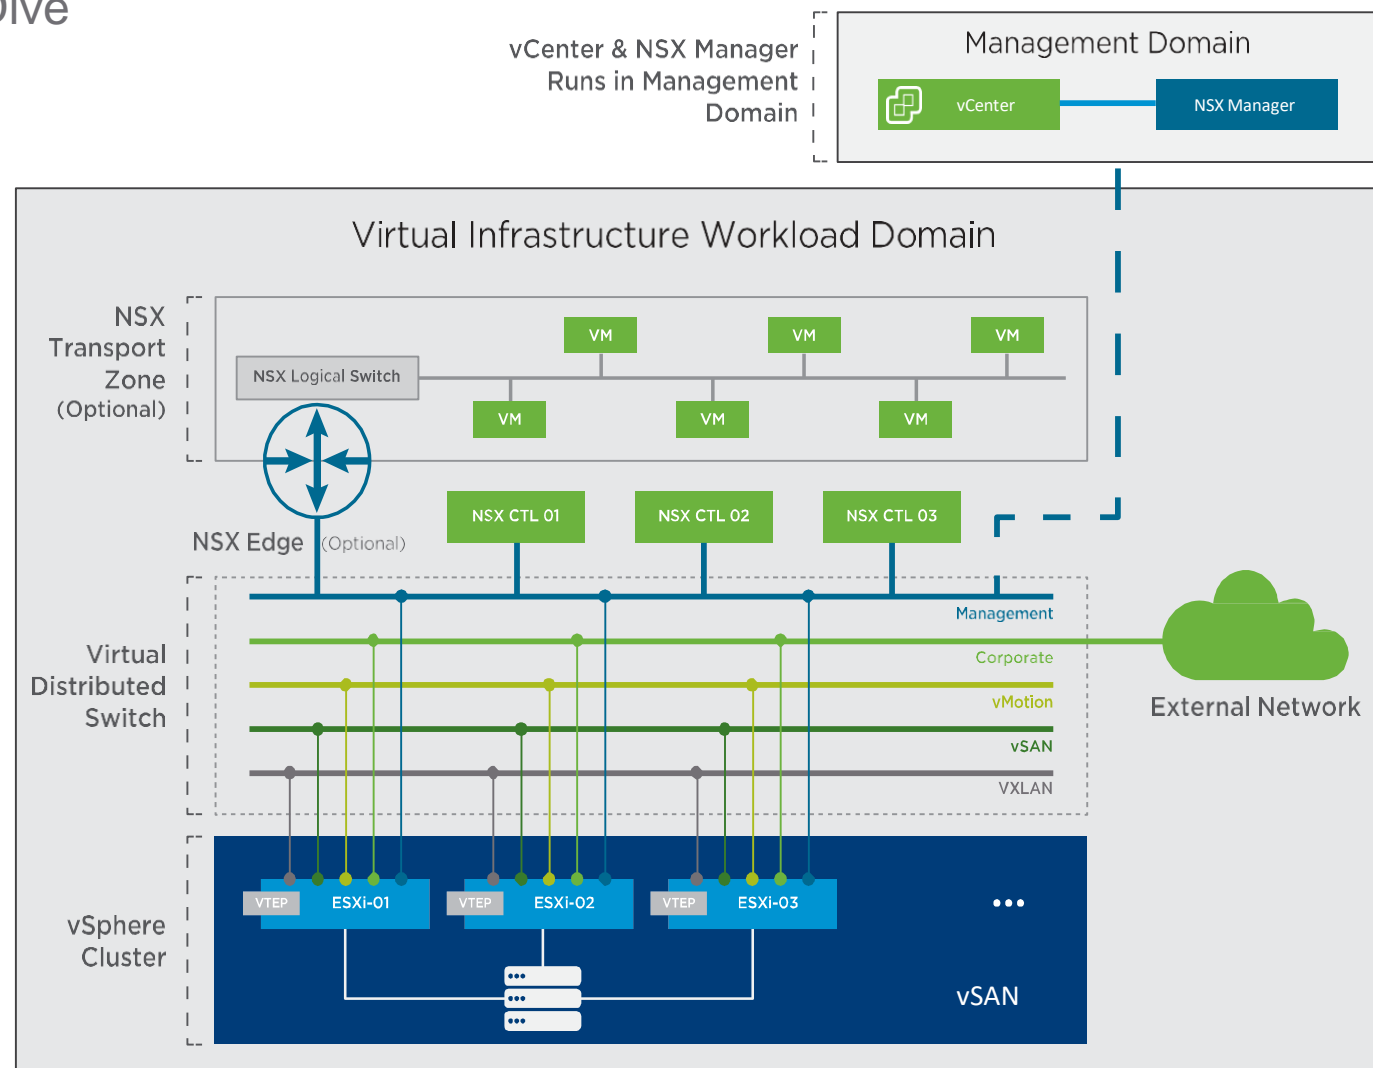 Dive
vCenter & NSX Manager
Runs in Management
Domain
Management Domain
vCenter
NSX Manager
Virtual Infrastructure Workload Domain
NSX
Transport
Zone
(Optional)
NSX Logical Switch
VM
VM
VM
VM
VM
VM
NSX Edge (Optional)
NSX CTL 01
NSX CTL 02
NSX CTL 03
Virtual
Distributed
Switch
Management
Corporate
vMotion
vSAN
VXLAN
External Network
vSphere
Cluster
VTEP
ESXi-01
VTEP
ESXi-02
VTEP
ESXi-03
...
vSAN